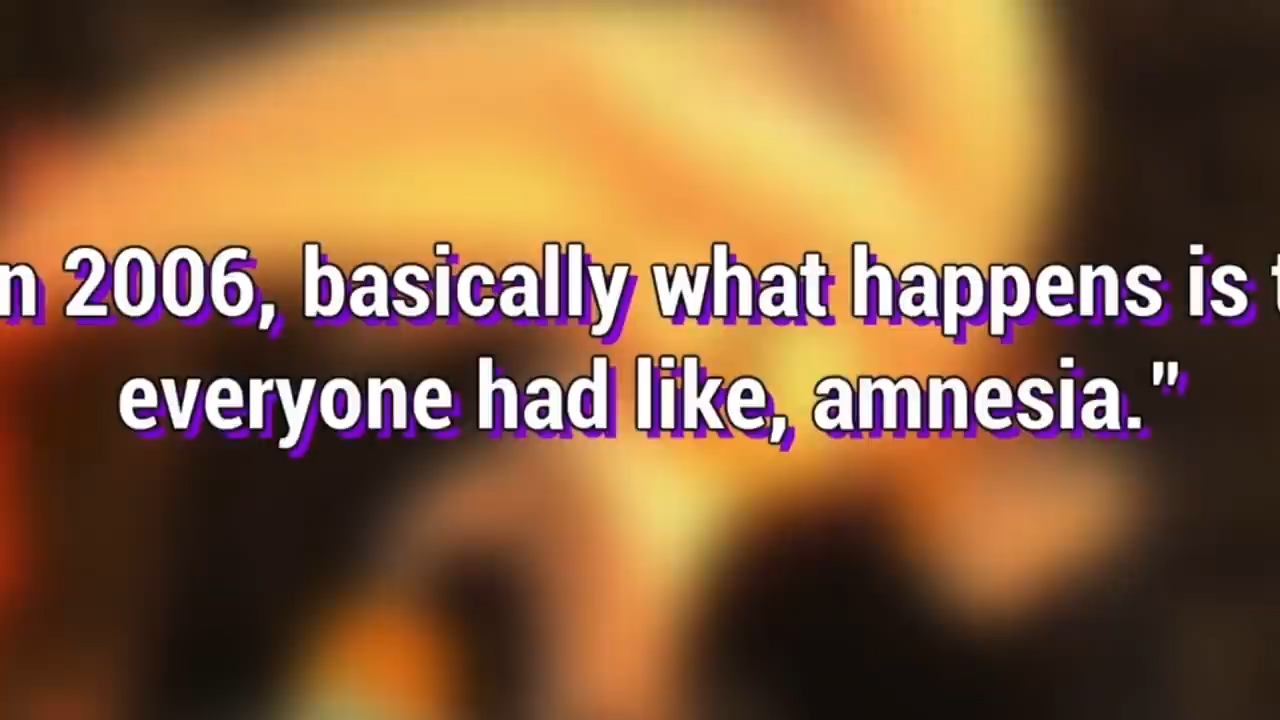 n 2006, basically what happens is
everyone had like, amnesia."